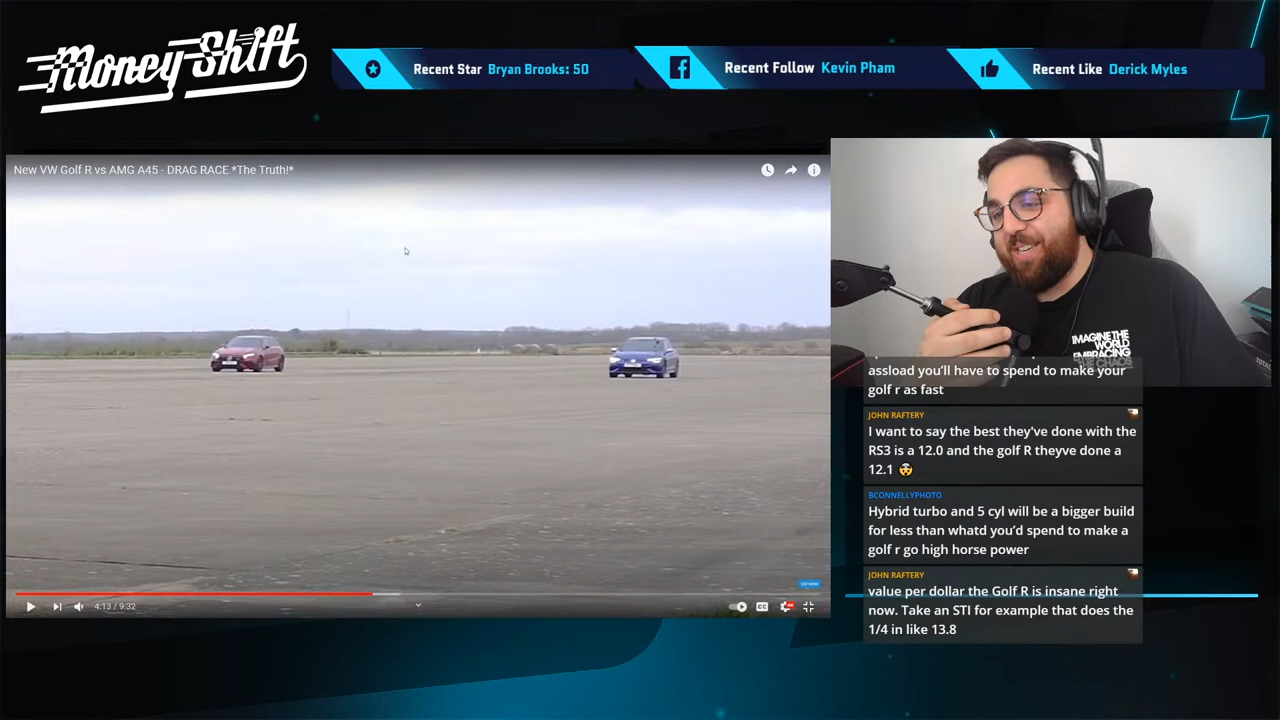 Money Shift
Recent Star Bryan Brooks: 50
Recent Follow Kevin Pham
Recent Like Derick Myles
New VW Golf R vs AMG A45 - DRAG RACE *The Truth!*
IMAGINE THE
WORLD
EMBRACING
THE CHAOS
assload you'll have to spend to make your
golf r as fast
JOHN RAFTERY
I want to say the best they've done with the
RS3 is a 12.0 and the golf R theyve done a
12.1 🤯
BCONNELLYPHOTO
Hybrid turbo and 5 cyl will be a bigger build
for less than whatd you'd spend to make a
golf r go high horse power
JOHN RAFTERY
value per dollar the Golf R is insane right
now. Take an STI for example that does the
1/4 in like 13.8
4:13 / 9:32
CC